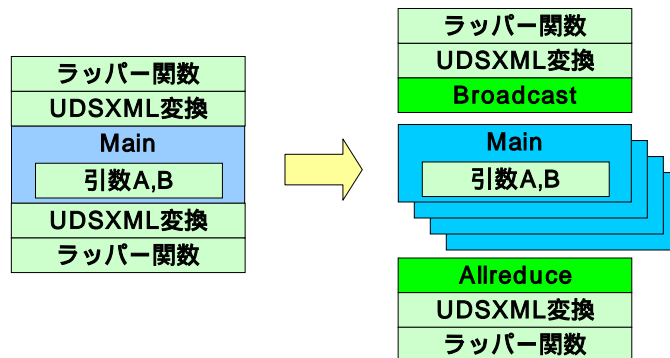 ラッパー関数
UDSXML変換
Main
引数A,B
UDSXML変換
ラッパー関数
ラッパー関数
UDSXML変換
Broadcast
Main
引数A,B
Allreduce
UDSXML変換
ラッパー関数